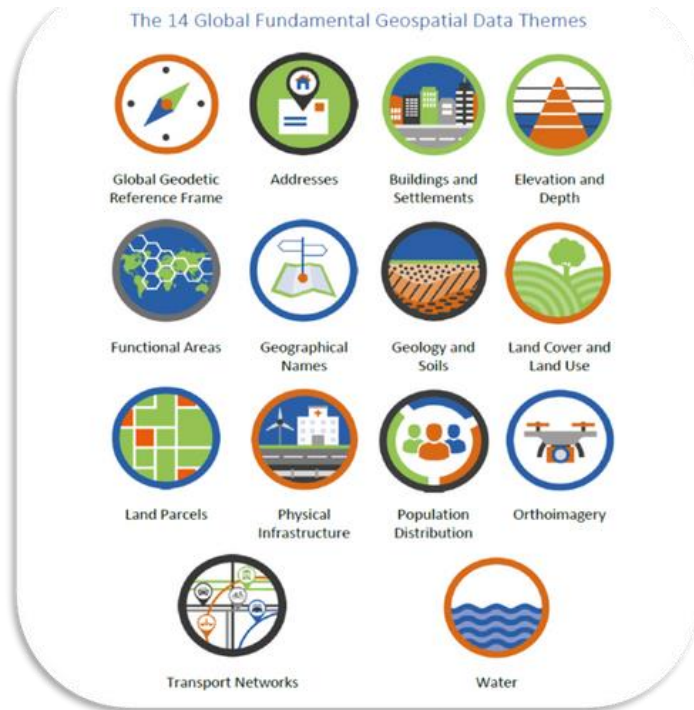 The 14 Global Fundamental Geospatial Data Themes
Global Geodetic
Reference Frame
Addresses
Buildings and
Settlements
Elevation and
Depth
Functional Areas
Geographical
Names
Geology and
Soils
Land Cover and
Land Use
Land Parcels
Physical
Infrastructure
Population
Distribution
Orthoimagery
Transport Networks
Water